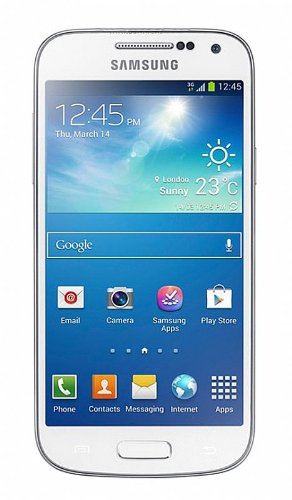 SAMSUNG
3G 12:45
12:45
Thu, March 14
London
Sunny 23°C
Google
Email Camera Samsung Apps Play Store
Phone Contacts Messaging Internet Apps